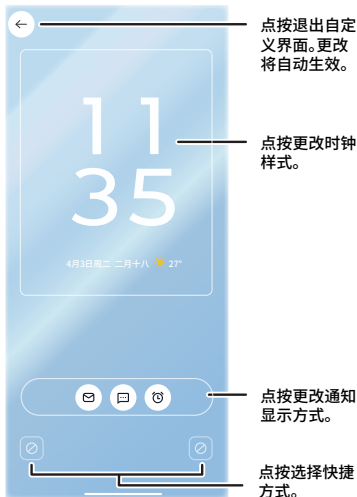 点按退出自定
义界面。更改
将自动生效。
11
35
点按更改时钟
样式。
4月3日周二 二月十八 27°
点按更改通知
显示方式。
点按选择快捷
方式。